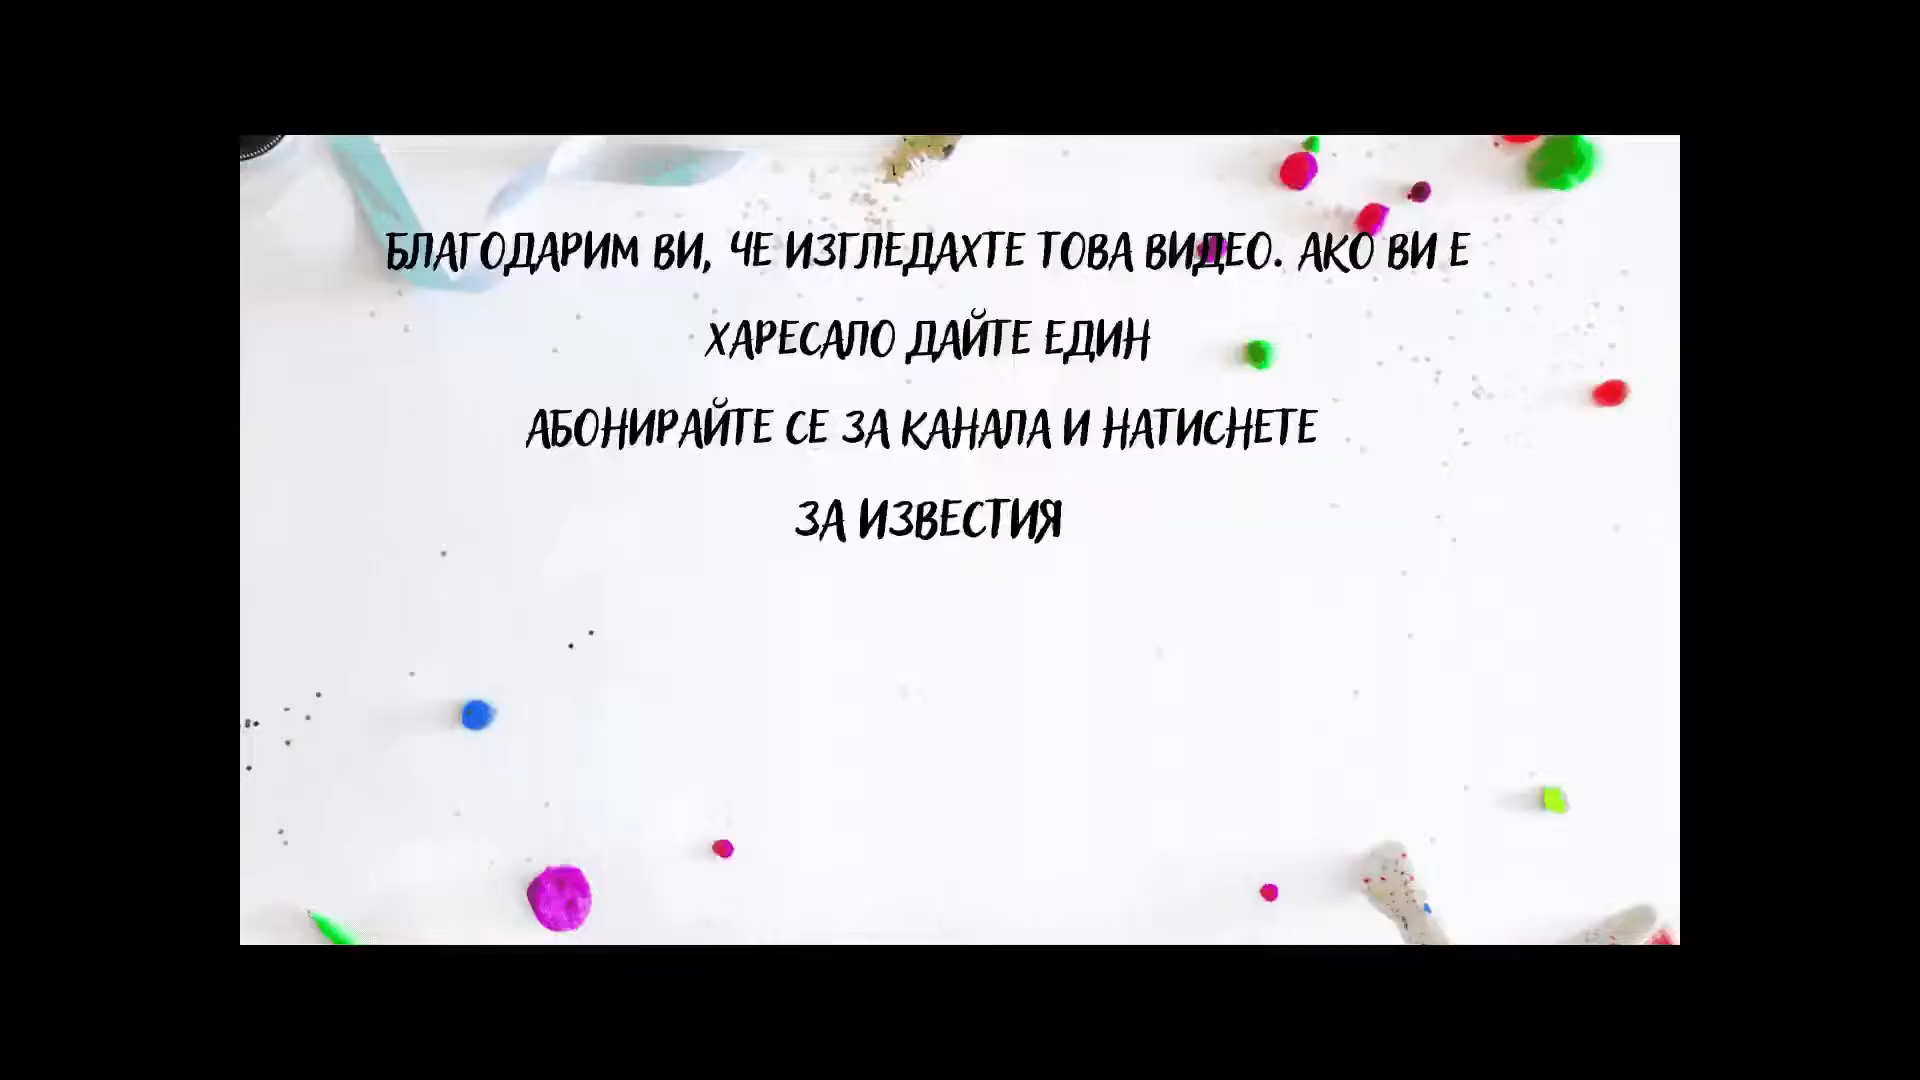 БЛАГОДАРИМ ВИ, ЧЕ ИЗГЛЕДАХТЕ ТОВА ВИДЕО. АКО ВИ Е
ХАРЕСАЛО ДАЙТЕ ЕДИН
АБОНИРАЙТЕ СЕ ЗА КАНАЛА И НАТИСНЕТЕ
ЗА ИЗВЕСТИЯ